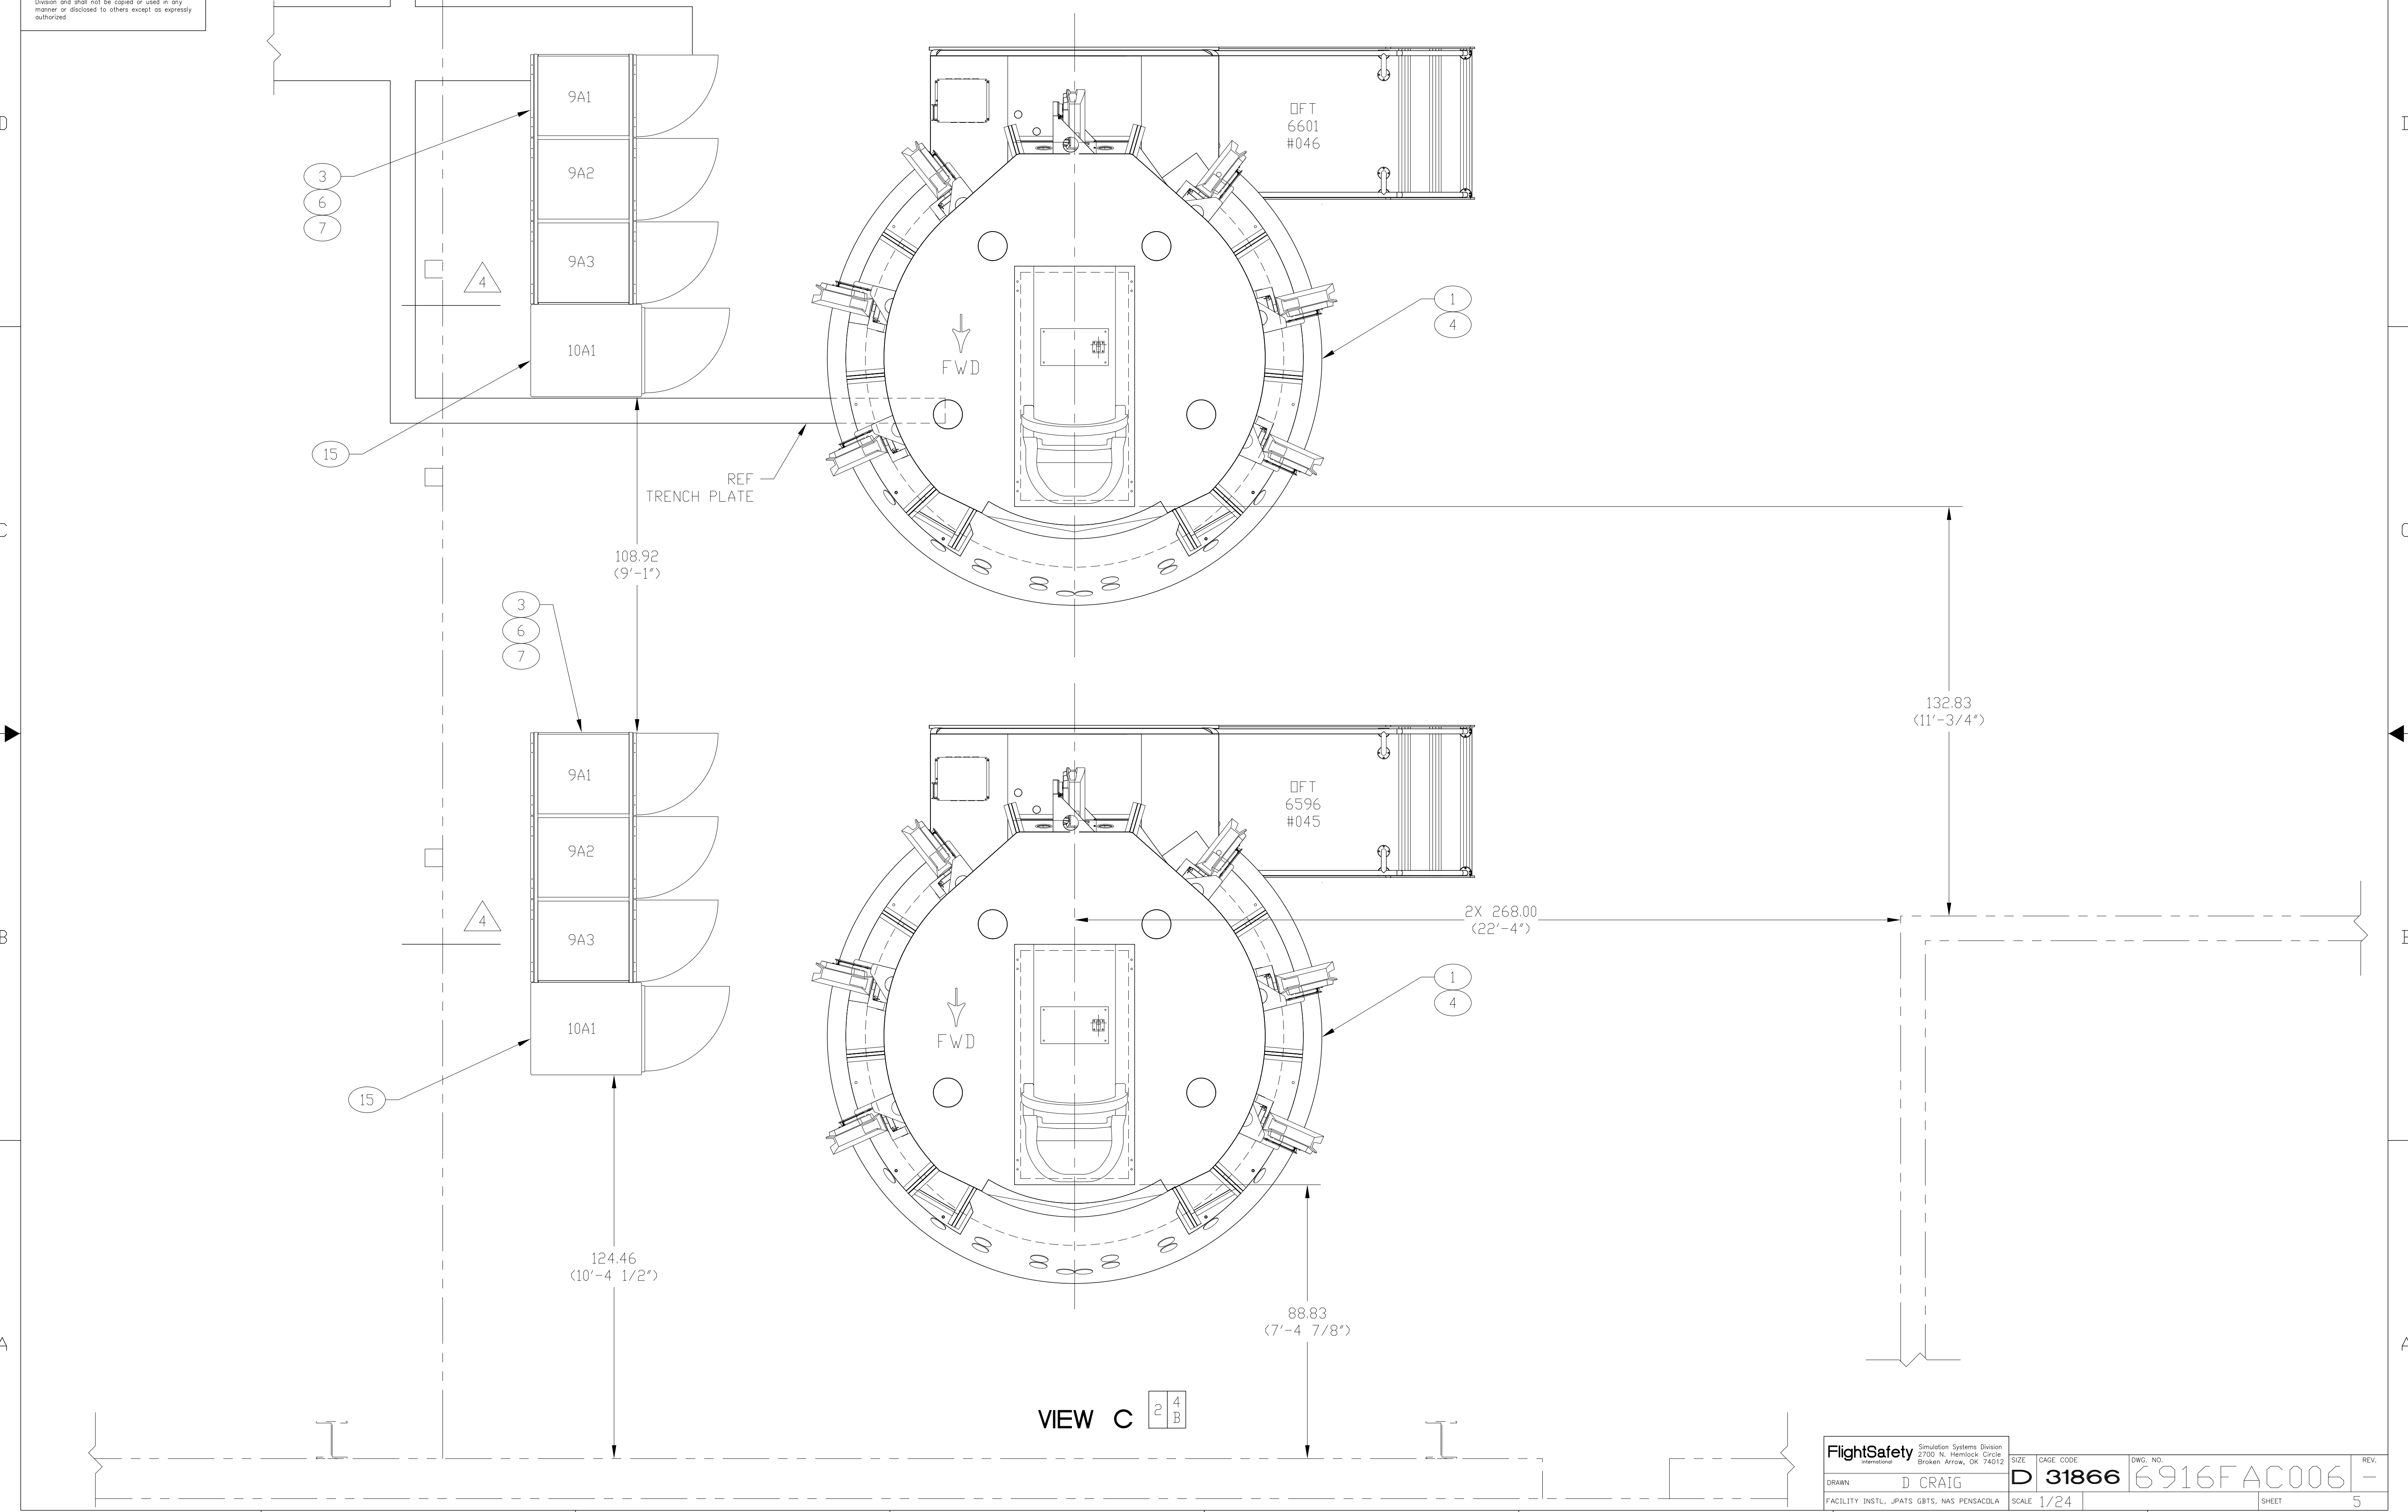 Division and shall not be copied or used in any
manner or disclosed to others except as expressly
authorized
D
9A1
9A2
9A3
10A1
3
6
7
4
15
OFT
6601
#046
1
4
FWD
REF
TRENCH PLATE
C
108.92
(9'-1")
3
6
7
132.83
(11'-3/4")
9A1
9A2
9A3
10A1
4
15
OFT
6596
#045
2X 268.00
(22'-4")
B
1
4
FWD
124.46
(10'-4 1/2")
88.83
(7'-4 7/8")
A
VIEW C
2
4
B
FlightSafety
international
Simulation Systems Division
2700 N. Hemlock Circle
Broken Arrow, OK 74012
DRAWN D CRAIG
FACILITY INSTL, JPATS GBTS, NAS PENSACOLA
SIZE
D
CAGE CODE
31866
DWG. NO.
6916FAC006
REV.
-
SCALE 1/24
SHEET 5